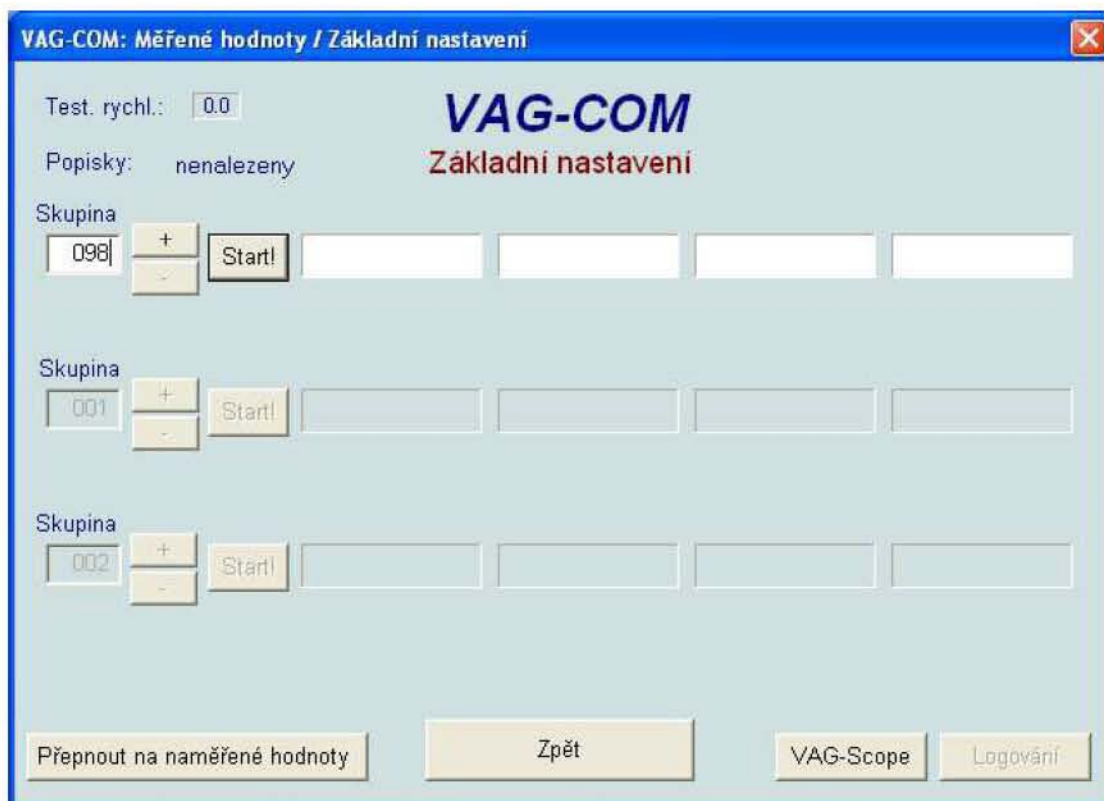 VAG-COM: Měřené hodnoty / Základní nastavení
Test. rychl.: 0.0
VAG-COM
Popisky: nenalezeny
Základní nastavení
Skupina
098 + - Start!
Skupina
001 + - Start!
Skupina
002 + - Start!
Přepnout na naměřené hodnoty Zpět VAG-Scope Logování